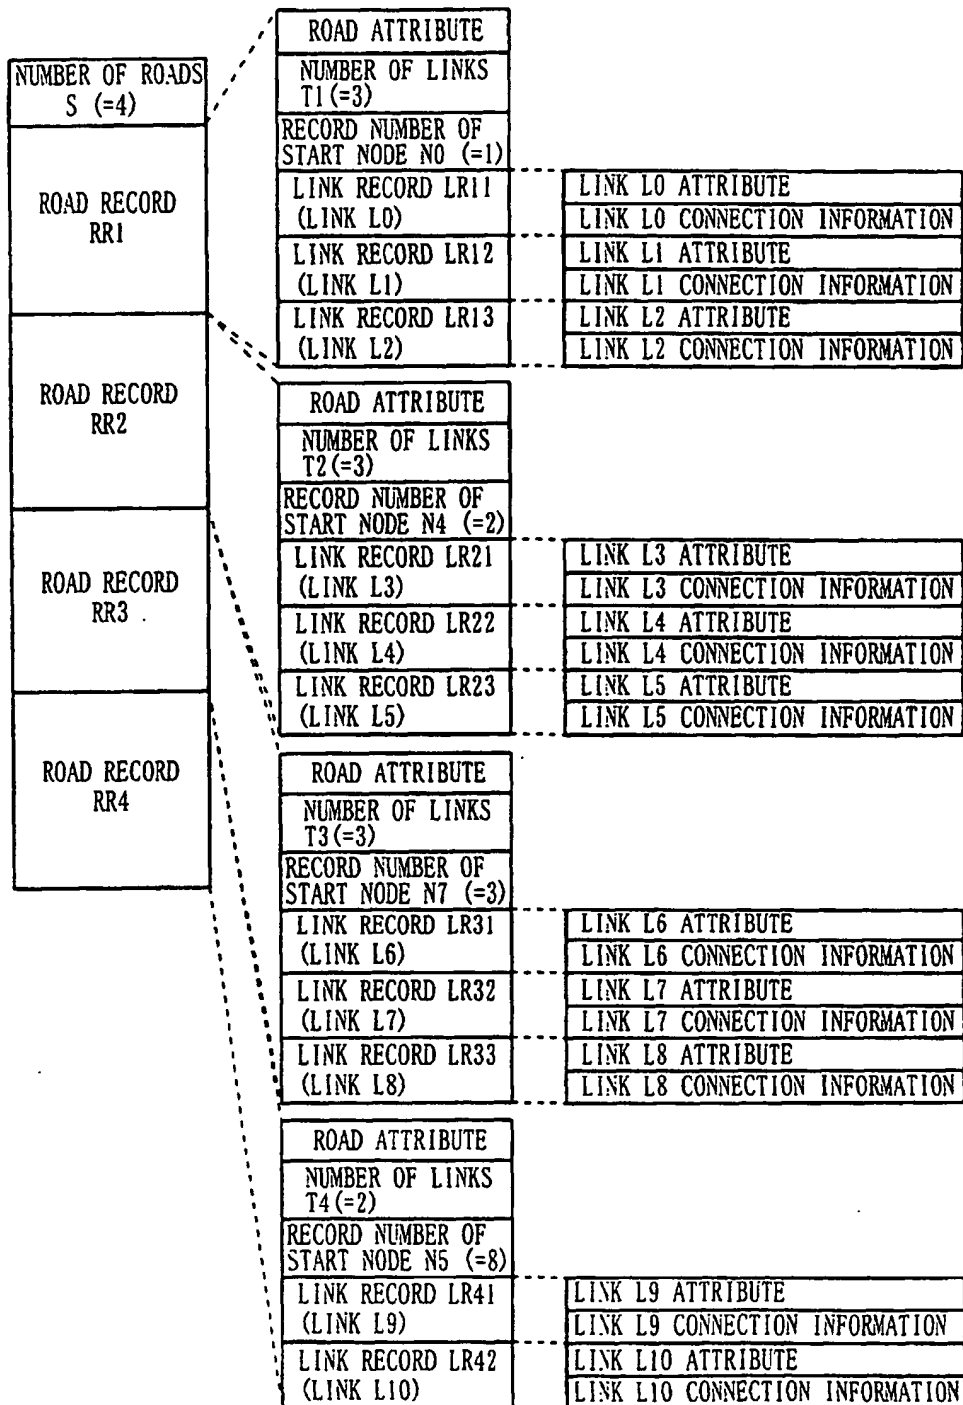 NUMBER OF ROADS
S (=4)
ROAD RECORD
RR1
ROAD RECORD
RR2
ROAD RECORD
RR3
ROAD RECORD
RR4
ROAD ATTRIBUTE
NUMBER OF LINKS
T1(=3)
RECORD NUMBER OF
START NODE N0 (=1)
LINK RECORD LR11
(LINK L0)
LINK RECORD LR12
(LINK L1)
LINK RECORD LR13
(LINK L2)
LINK L0 ATTRIBUTE
LINK L0 CONNECTION INFORMATION
LINK L1 ATTRIBUTE
LINK L1 CONNECTION INFORMATION
LINK L2 ATTRIBUTE
LINK L2 CONNECTION INFORMATION
ROAD ATTRIBUTE
NUMBER OF LINKS
T2(=3)
RECORD NUMBER OF
START NODE N4 (=2)
LINK RECORD LR21
(LINK L3)
LINK RECORD LR22
(LINK L4)
LINK RECORD LR23
(LINK L5)
LINK L3 ATTRIBUTE
LINK L3 CONNECTION INFORMATION
LINK L4 ATTRIBUTE
LINK L4 CONNECTION INFORMATION
LINK L5 ATTRIBUTE
LINK L5 CONNECTION INFORMATION
ROAD ATTRIBUTE
NUMBER OF LINKS
T3(=3)
RECORD NUMBER OF
START NODE N7 (=3)
LINK RECORD LR31
(LINK L6)
LINK RECORD LR32
(LINK L7)
LINK RECORD LR33
(LINK L8)
LINK L6 ATTRIBUTE
LINK L6 CONNECTION INFORMATION
LINK L7 ATTRIBUTE
LINK L7 CONNECTION INFORMATION
LINK L8 ATTRIBUTE
LINK L8 CONNECTION INFORMATION
ROAD ATTRIBUTE
NUMBER OF LINKS
T4(=2)
RECORD NUMBER OF
START NODE N5 (=8)
LINK RECORD LR41
(LINK L9)
LINK RECORD LR42
(LINK L10)
LINK L9 ATTRIBUTE
LINK L9 CONNECTION INFORMATION
LINK L10 ATTRIBUTE
LINK L10 CONNECTION INFORMATION